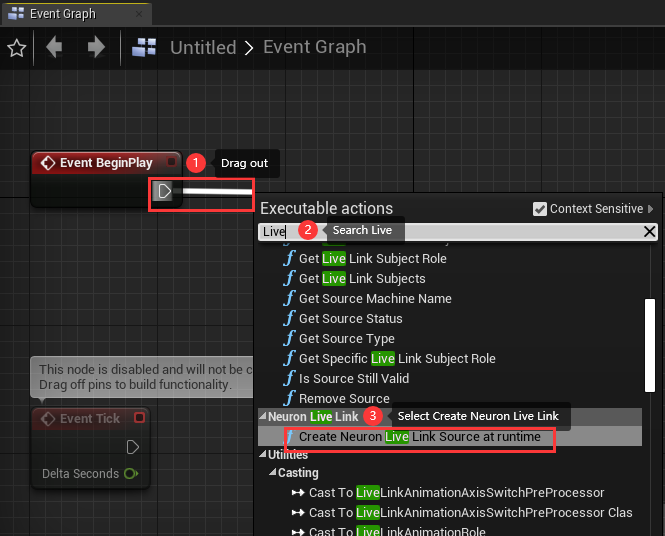 Event Graph
Untitled > Event Graph
Event BeginPlay
1 Drag out
Executable actions
Context Sensitive
Live
2 Search Live
Get Live Link Subject Role
Get Live Link Subjects
Get Source Machine Name
Get Source Status
Get Source Type
Get Specific Live Link Subject Role
Is Source Still Valid
Remove Source
Neuron Live Link
3 Select Create Neuron Live Link
Create Neuron Live Link Source at runtime
Utilities
Casting
Cast To LiveLinkAnimationAxisSwitchPreProcessor
Cast To LiveLinkAnimationAxisSwitchPreProcessor Clas
Cast To LiveLinkAnimationRole
This node is disabled and will not be c
Drag off pins to build functionality.
Event Tick
Delta Seconds